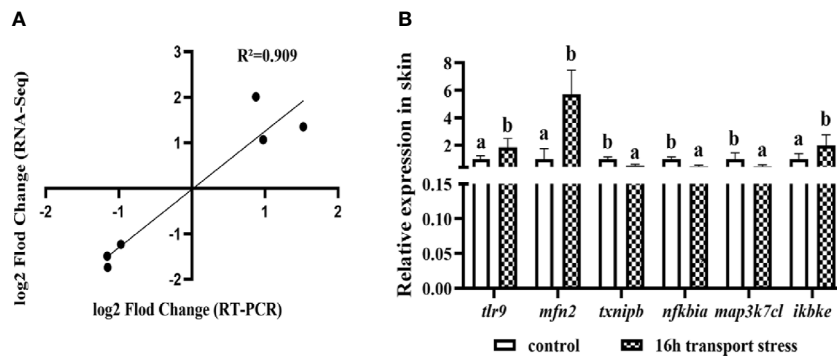 A
R²=0.909
log2 Flod Change (RNA-Seq)
3
2
1
-1
-2
-2
-1
1
2
log2 Flod Change (RT-PCR)
B
Relative expression in skin
8
6
4
2
0.15
0.10
0.05
0.00
a b a b b a b a b a a b
tlr9 mfn2 txnipb nfkbia map3k7cl ikbke
control 16h transport stress